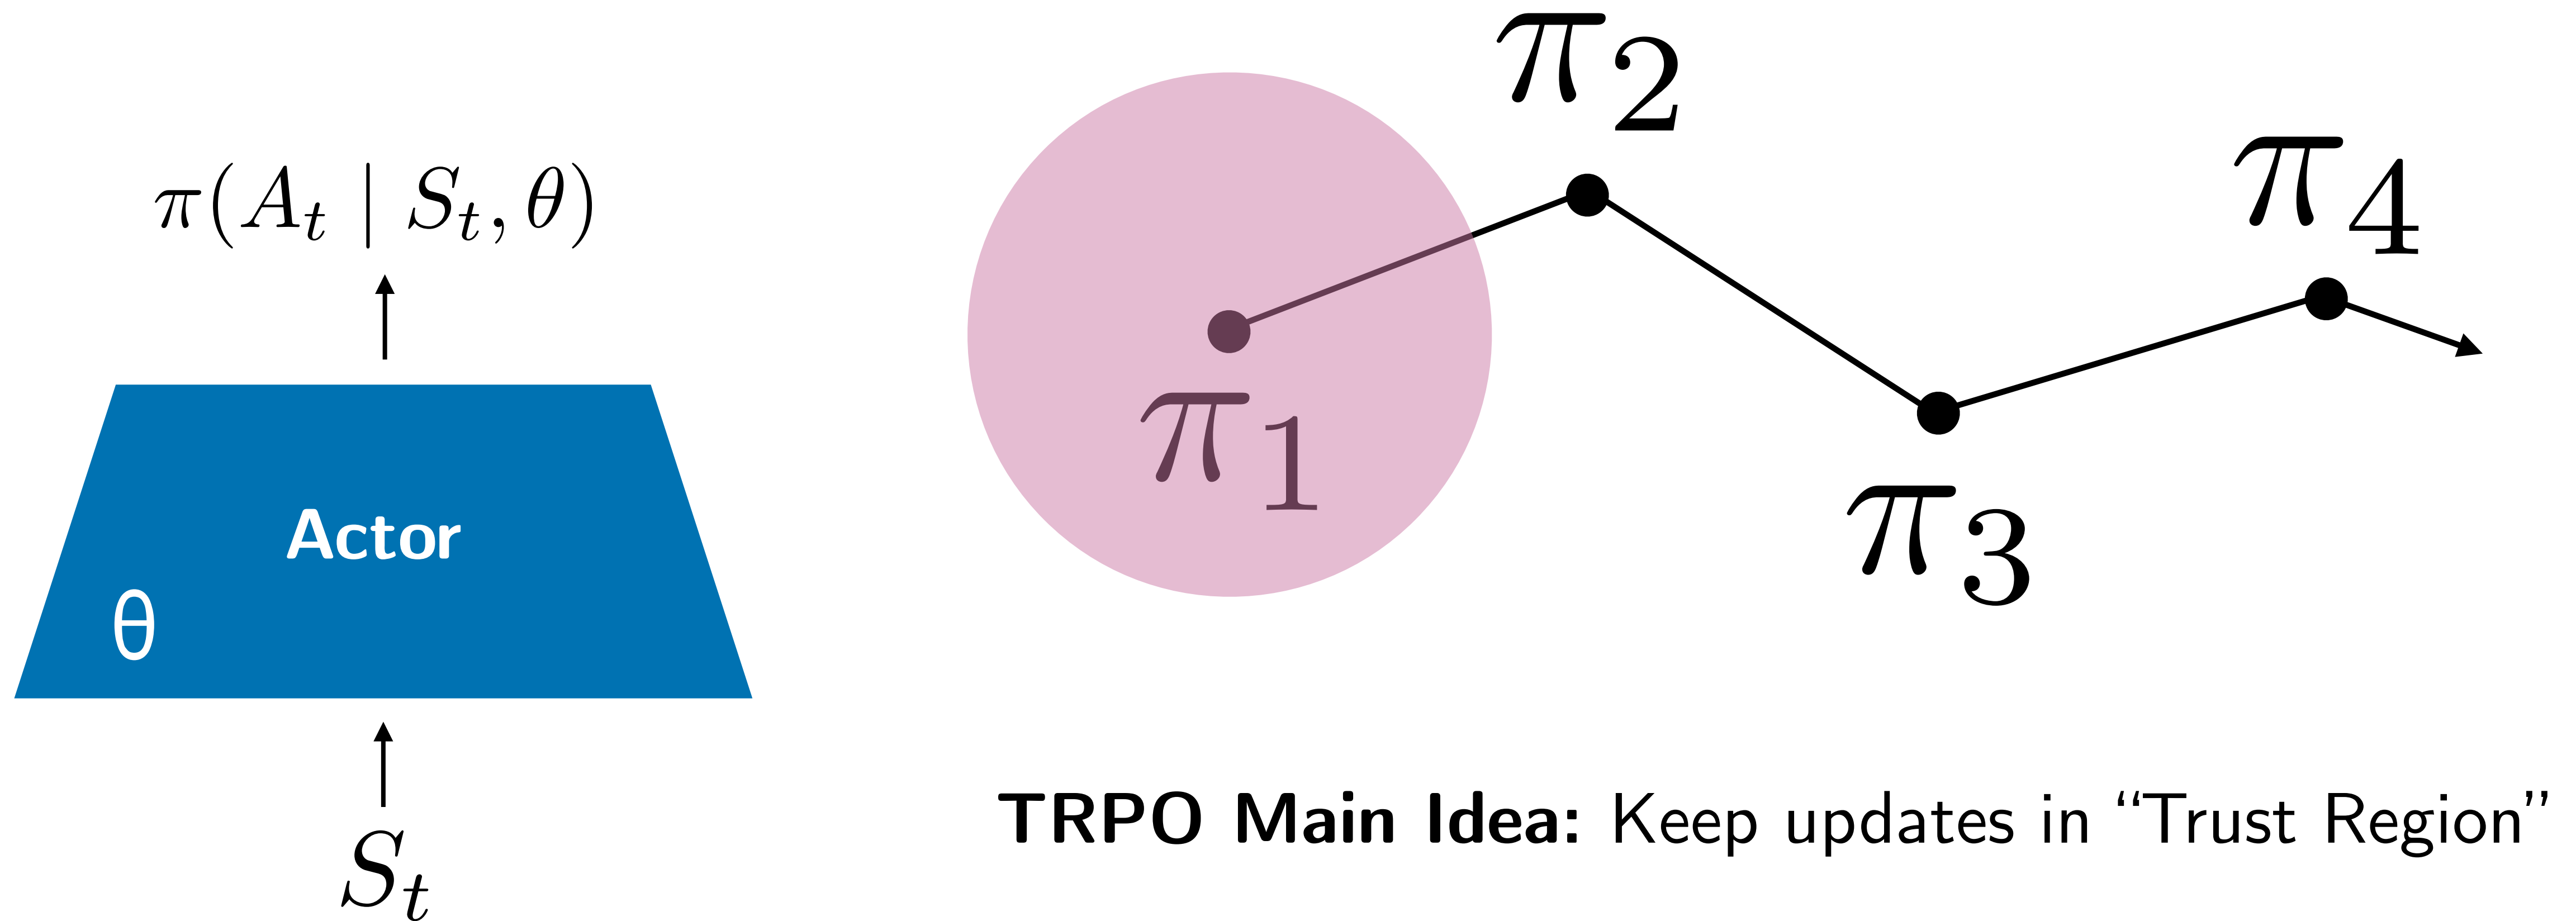 π(A_t | S_t, θ)
Actor
θ
S_t
π_1
π_2
π_3
π_4
TRPO Main Idea: Keep updates in “Trust Region”